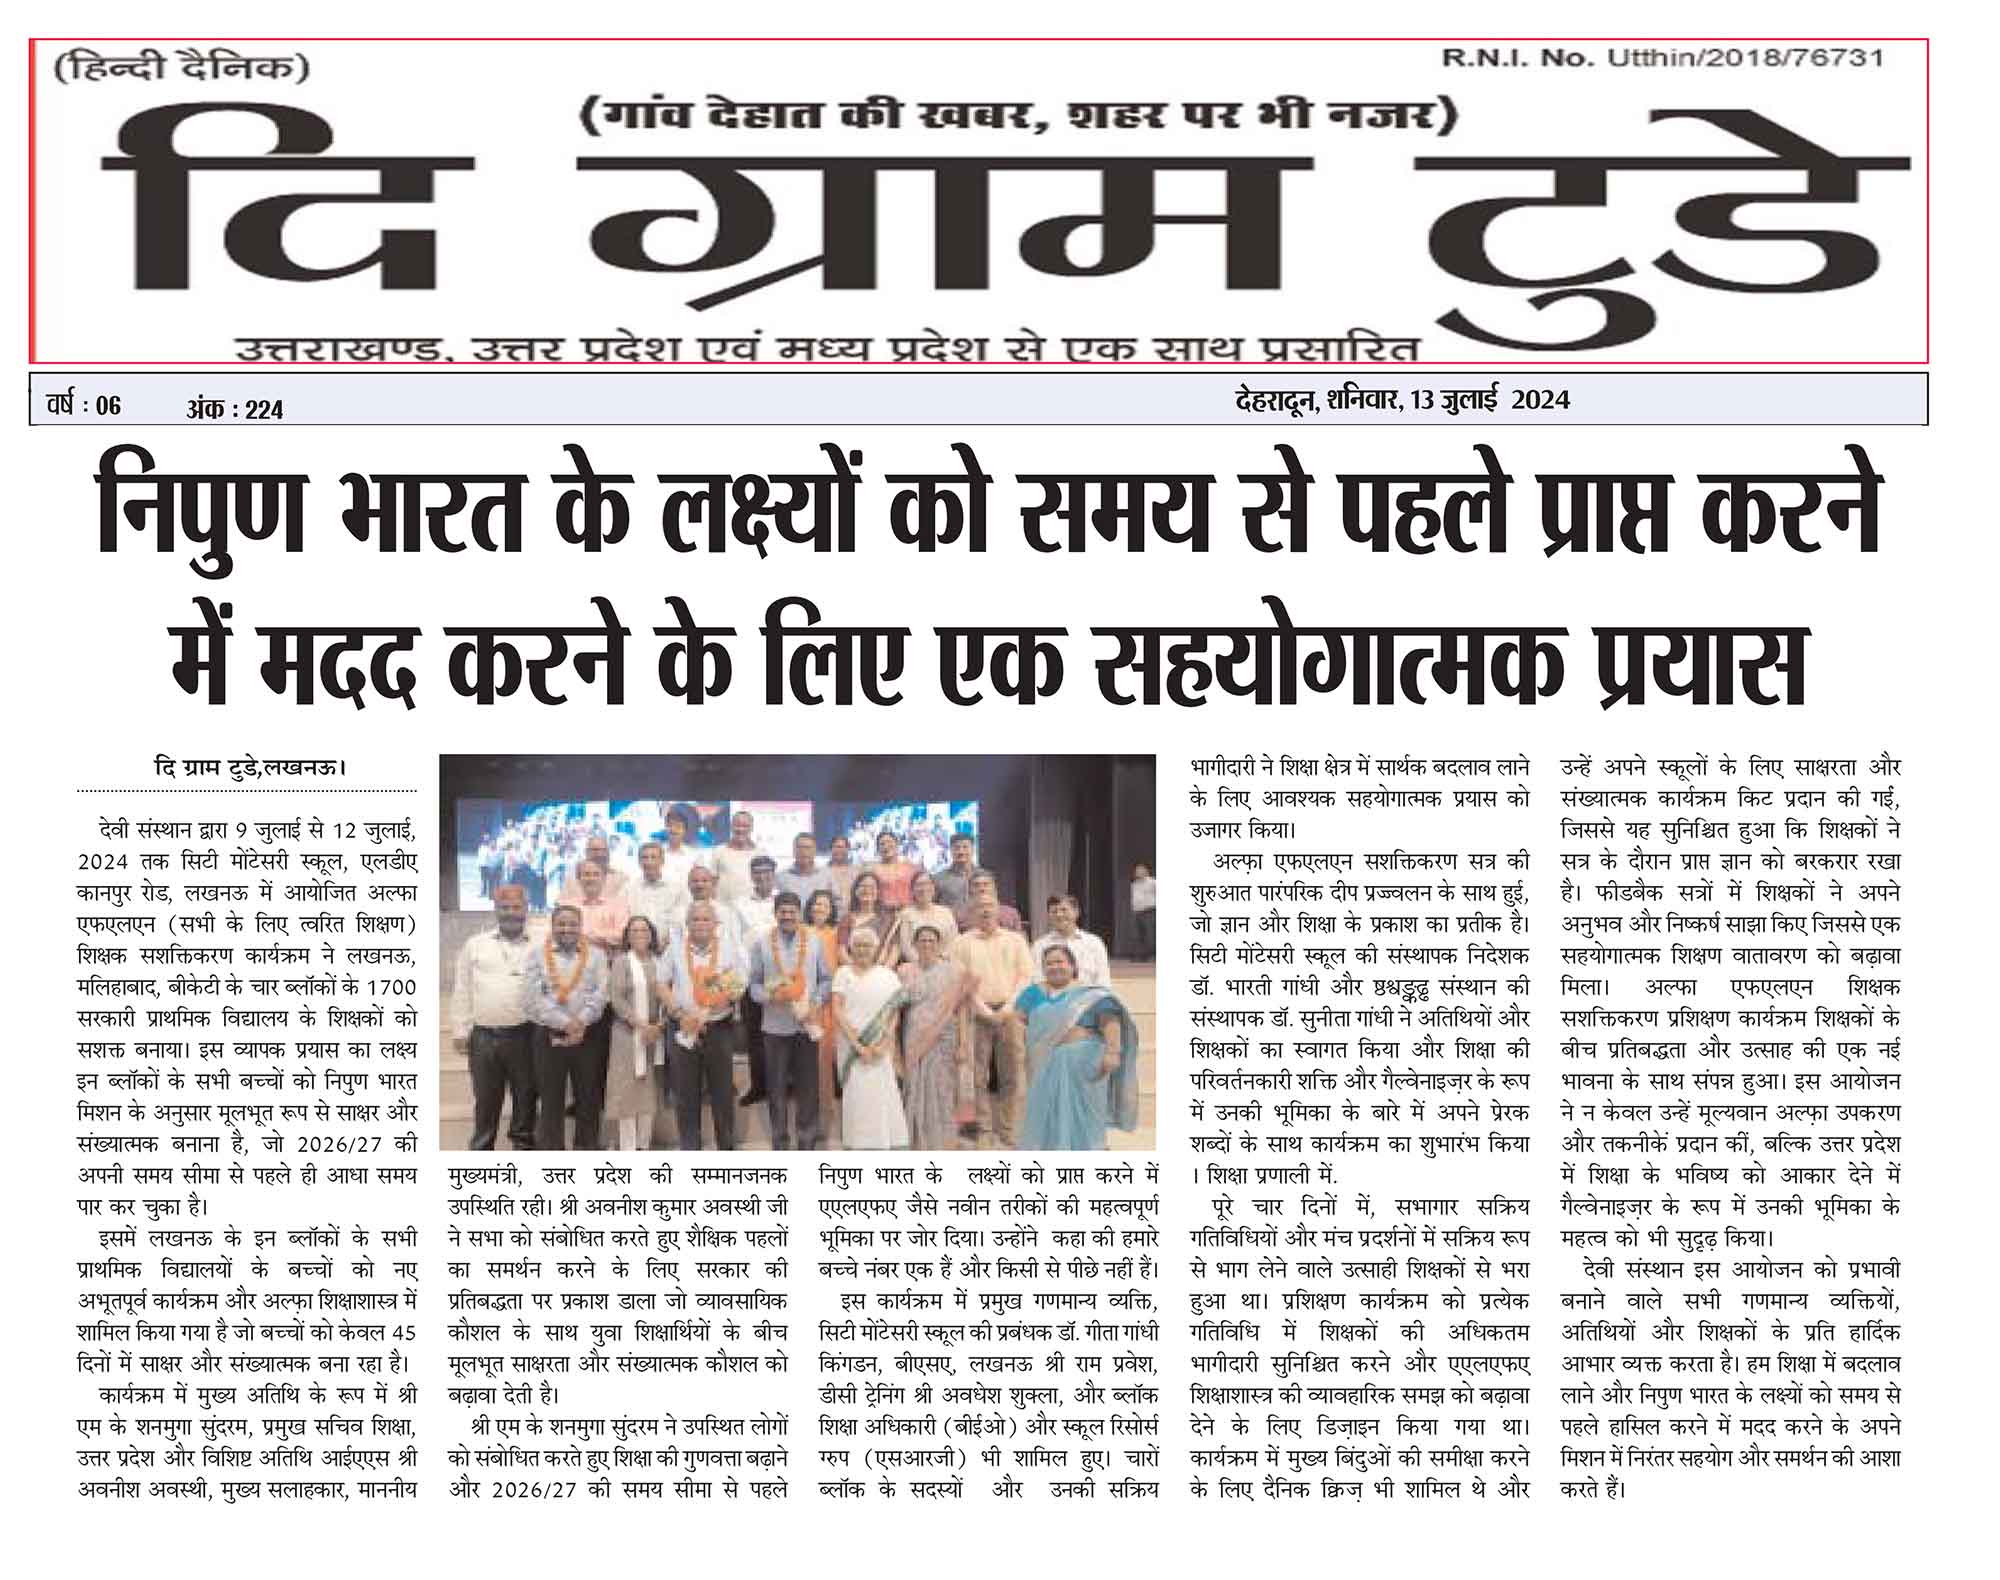 (हिन्दी दैनिक)
R.N.I. No. Utthin/2018/76731
(गांव देहात की खबर, शहर पर भी नजर)
दि ग्राम टुडे
उत्तराखण्ड, उत्तर प्रदेश एवं मध्य प्रदेश से एक साथ प्रसारित
वर्ष : 06 अंक : 224 देहरादून, शनिवार, 13 जुलाई 2024
निपुण भारत के लक्ष्यों को समय से पहले प्राप्त करने
में मदद करने के लिए एक सहयोगात्मक प्रयास
दि ग्राम टुडे,लखनऊ।
देवी संस्थान द्वारा 9 जुलाई से 12 जुलाई,
2024 तक सिटी मोंटेसरी स्कूल, एलडीए
कानपुर रोड, लखनऊ में आयोजित अल्फा
एफएलएन (सभी के लिए त्वरित शिक्षण)
शिक्षक सशक्तिकरण कार्यक्रम ने लखनऊ,
मलिहाबाद, बीकेटी के चार ब्लॉकों के 1700
सरकारी प्राथमिक विद्यालय के शिक्षकों को
सशक्त बनाया। इस व्यापक प्रयास का लक्ष्य
इन ब्लॉकों के सभी बच्चों को निपुण भारत
मिशन के अनुसार मूलभूत रूप से साक्षर और
संख्यात्मक बनाना है, जो 2026/27 की
अपनी समय सीमा से पहले ही आधा समय
पार कर चुका है।
इसमें लखनऊ के इन ब्लॉकों के सभी
प्राथमिक विद्यालयों के बच्चों को नए
अभूतपूर्व कार्यक्रम और अल्फ़ा शिक्षाशास्त्र में
शामिल किया गया है जो बच्चों को केवल 45
दिनों में साक्षर और संख्यात्मक बना रहा है।
कार्यक्रम में मुख्य अतिथि के रूप में श्री
एम के शनमुगा सुंदरम, प्रमुख सचिव शिक्षा,
उत्तर प्रदेश और विशिष्ट अतिथि आईएएस श्री
अवनीश अवस्थी, मुख्य सलाहकार, माननीय
मुख्यमंत्री, उत्तर प्रदेश की सम्मानजनक
उपस्थिति रही। श्री अवनीश कुमार अवस्थी जी
ने सभा को संबोधित करते हुए शैक्षिक पहलों
का समर्थन करने के लिए सरकार की
प्रतिबद्धता पर प्रकाश डाला जो व्यावसायिक
कौशल के साथ युवा शिक्षार्थियों के बीच
मूलभूत साक्षरता और संख्यात्मक कौशल को
बढ़ावा देती है।
श्री एम के शनमुगा सुंदरम ने उपस्थित लोगों
को संबोधित करते हुए शिक्षा की गुणवत्ता बढ़ाने
और 2026/27 की समय सीमा से पहले
निपुण भारत के लक्ष्यों को प्राप्त करने में
एएलएफए जैसे नवीन तरीकों की महत्वपूर्ण
भूमिका पर जोर दिया। उन्होंने कहा की हमारे
बच्चे नंबर एक हैं और किसी से पीछे नहीं हैं।
इस कार्यक्रम में प्रमुख गणमान्य व्यक्ति,
सिटी मोंटेसरी स्कूल की प्रबंधक डॉ. गीता गांधी
किंगडन, बीएसए, लखनऊ श्री राम प्रवेश,
डीसी ट्रेनिंग श्री अवधेश शुक्ला, और ब्लॉक
शिक्षा अधिकारी (बीईओ) और स्कूल रिसोर्स
ग्रुप (एसआरजी) भी शामिल हुए। चारों
ब्लॉक के सदस्यों और उनकी सक्रिय
भागीदारी ने शिक्षा क्षेत्र में सार्थक बदलाव लाने
के लिए आवश्यक सहयोगात्मक प्रयास को
उजागर किया।
अल्फ़ा एफएलएन सशक्तिकरण सत्र की
शुरुआत पारंपरिक दीप प्रज्ज्वलन के साथ हुई,
जो ज्ञान और शिक्षा के प्रकाश का प्रतीक है।
सिटी मोंटेसरी स्कूल की संस्थापक निदेशक
डॉ. भारती गांधी और संस्थान की
संस्थापक डॉ. सुनीता गांधी ने अतिथियों और
शिक्षकों का स्वागत किया और शिक्षा की
परिवर्तनकारी शक्ति और गैल्वेनाइज़र के रूप
में उनकी भूमिका के बारे में अपने प्रेरक
शब्दों के साथ कार्यक्रम का शुभारंभ किया
। शिक्षा प्रणाली में.
पूरे चार दिनों में, सभागार सक्रिय
गतिविधियों और मंच प्रदर्शनों में सक्रिय रूप
से भाग लेने वाले उत्साही शिक्षकों से भरा
हुआ था। प्रशिक्षण कार्यक्रम को प्रत्येक
गतिविधि में शिक्षकों की अधिकतम
भागीदारी सुनिश्चित करने और एएलएफए
शिक्षाशास्त्र की व्यावहारिक समझ को बढ़ावा
देने के लिए डिज़ाइन किया गया था।
कार्यक्रम में मुख्य बिंदुओं की समीक्षा करने
के लिए दैनिक क्विज़ भी शामिल थे और
उन्हें अपने स्कूलों के लिए साक्षरता और
संख्यात्मक कार्यक्रम किट प्रदान की गईं,
जिससे यह सुनिश्चित हुआ कि शिक्षकों ने
सत्र के दौरान प्राप्त ज्ञान को बरकरार रखा
है। फीडबैक सत्रों में शिक्षकों ने अपने
अनुभव और निष्कर्ष साझा किए जिससे एक
सहयोगात्मक शिक्षण वातावरण को बढ़ावा
मिला। अल्फा एफएलएन शिक्षक
सशक्तिकरण प्रशिक्षण कार्यक्रम शिक्षकों के
बीच प्रतिबद्धता और उत्साह की एक नई
भावना के साथ संपन्न हुआ। इस आयोजन
ने न केवल उन्हें मूल्यवान अल्फ़ा उपकरण
और तकनीकें प्रदान कीं, बल्कि उत्तर प्रदेश
में शिक्षा के भविष्य को आकार देने में
गैल्वेनाइज़र के रूप में उनकी भूमिका के
महत्व को भी सुदृढ़ किया।
देवी संस्थान इस आयोजन को प्रभावी
बनाने वाले सभी गणमान्य व्यक्तियों,
अतिथियों और शिक्षकों के प्रति हार्दिक
आभार व्यक्त करता है। हम शिक्षा में बदलाव
लाने और निपुण भारत के लक्ष्यों को समय से
पहले हासिल करने में मदद करने के अपने
मिशन में निरंतर सहयोग और समर्थन की आशा
करते हैं।